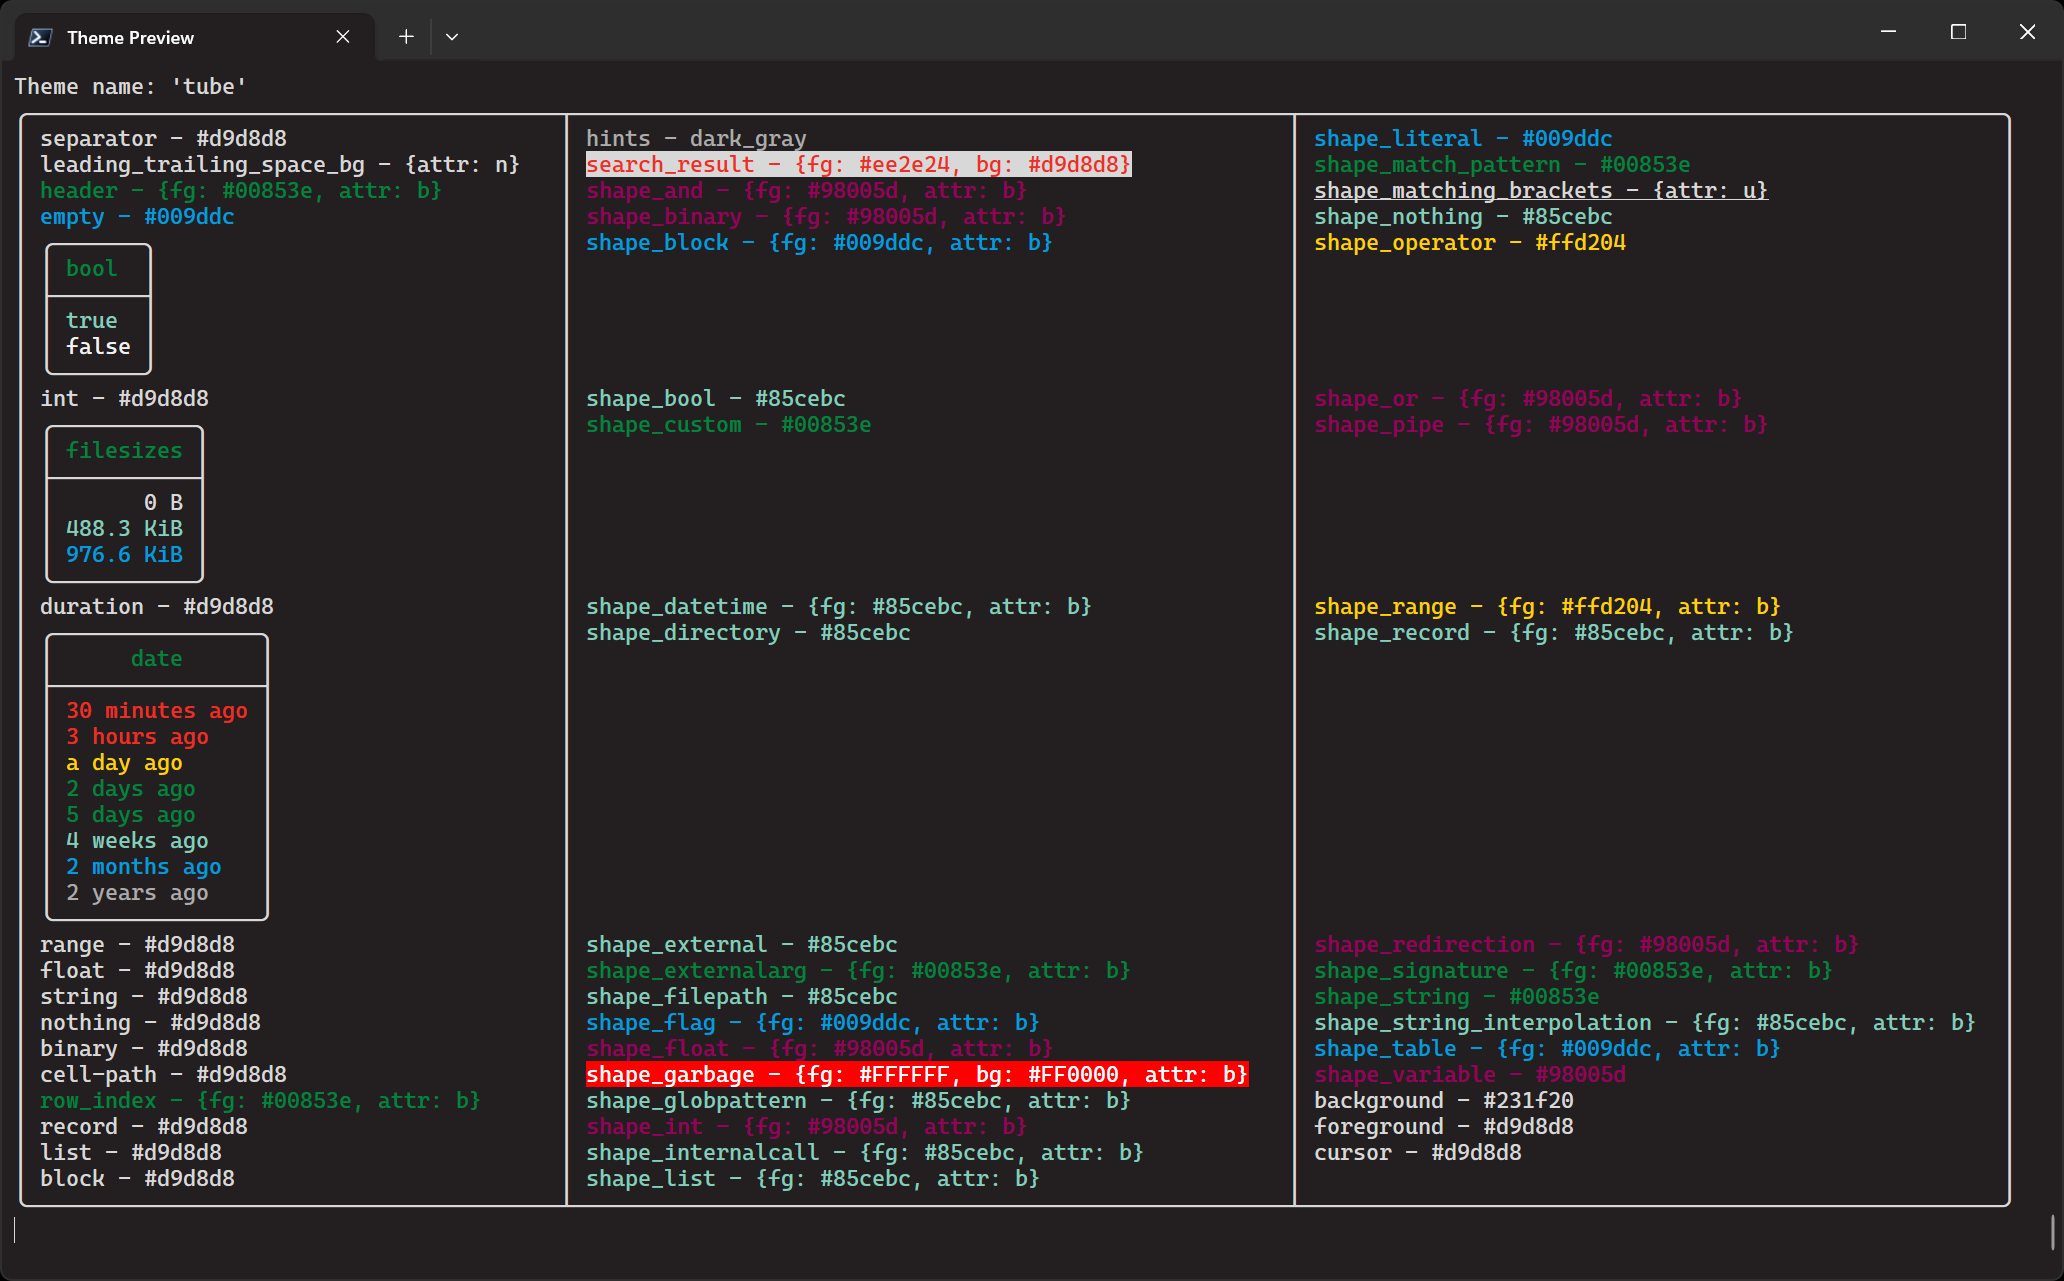 Theme Preview
Theme name: 'tube'
separator - #d9d8d8
leading_trailing_space_bg - {attr: n}
header - {fg: #00853e, attr: b}
empty - #009ddc
bool
true
false
int - #d9d8d8
filesizes
0 B
488.3 KiB
976.6 KiB
duration - #d9d8d8
date
30 minutes ago
3 hours ago
a day ago
2 days ago
5 days ago
4 weeks ago
2 months ago
2 years ago
range - #d9d8d8
float - #d9d8d8
string - #d9d8d8
nothing - #d9d8d8
binary - #d9d8d8
cell-path - #d9d8d8
row_index - {fg: #00853e, attr: b}
record - #d9d8d8
list - #d9d8d8
block - #d9d8d8
hints - dark_gray
search_result - {fg: #ee2e24, bg: #d9d8d8}
shape_and - {fg: #98005d, attr: b}
shape_binary - {fg: #98005d, attr: b}
shape_block - {fg: #009ddc, attr: b}
shape_bool - #85cebc
shape_custom - #00853e
shape_datetime - {fg: #85cebc, attr: b}
shape_directory - #85cebc
shape_external - #85cebc
shape_externalarg - {fg: #00853e, attr: b}
shape_filepath - #85cebc
shape_flag - {fg: #009ddc, attr: b}
shape_float - {fg: #98005d, attr: b}
shape_garbage - {fg: #FFFFFF, bg: #FF0000, attr: b}
shape_globpattern - {fg: #85cebc, attr: b}
shape_int - {fg: #98005d, attr: b}
shape_internalcall - {fg: #85cebc, attr: b}
shape_list - {fg: #85cebc, attr: b}
shape_literal - #009ddc
shape_match_pattern - #00853e
shape_matching_brackets - {attr: u}
shape_nothing - #85cebc
shape_operator - #ffd204
shape_or - {fg: #98005d, attr: b}
shape_pipe - {fg: #98005d, attr: b}
shape_range - {fg: #ffd204, attr: b}
shape_record - {fg: #85cebc, attr: b}
shape_redirection - {fg: #98005d, attr: b}
shape_signature - {fg: #00853e, attr: b}
shape_string - #00853e
shape_string_interpolation - {fg: #85cebc, attr: b}
shape_table - {fg: #009ddc, attr: b}
shape_variable - #98005d
background - #231f20
foreground - #d9d8d8
cursor - #d9d8d8